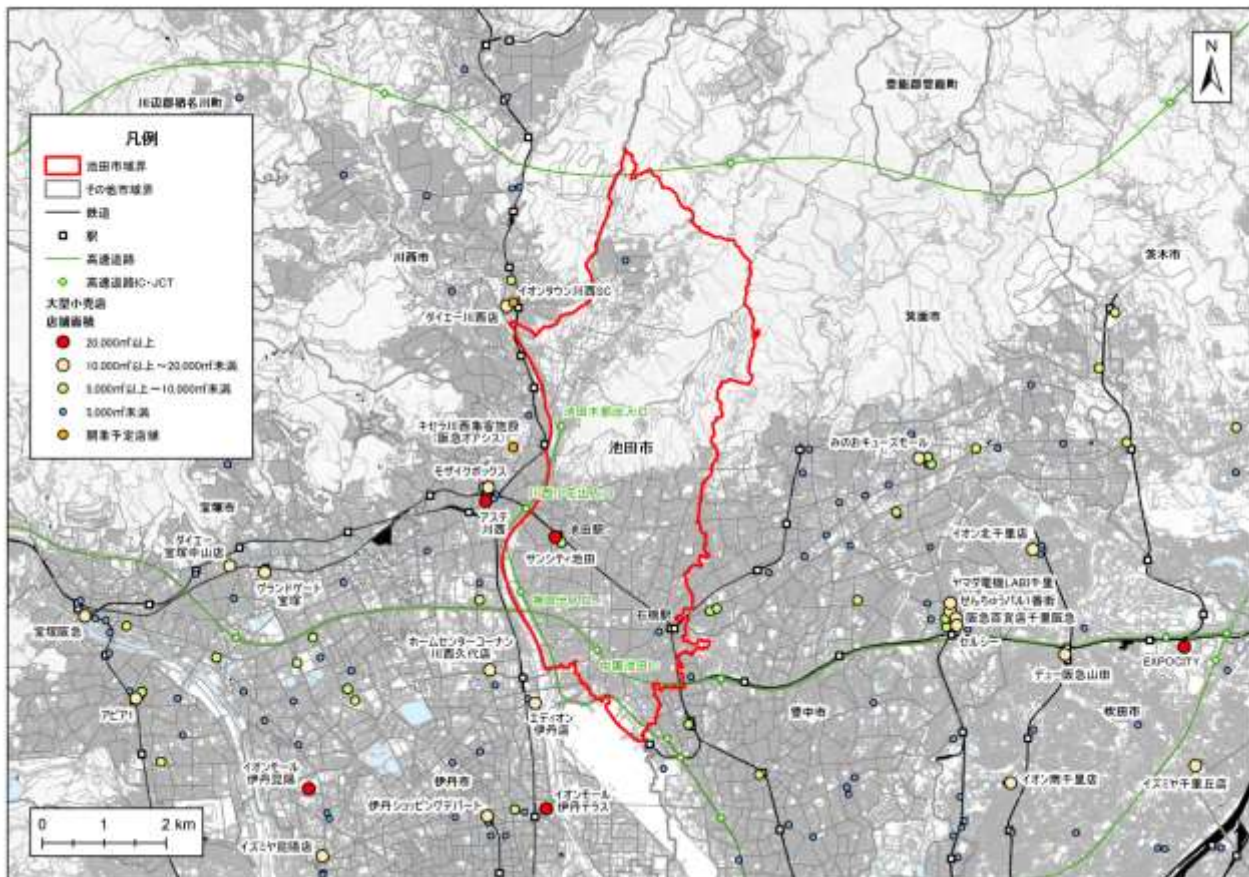 N
川辺郡猪名川町
豊能郡豊能町
凡例
池田市域界
その他市域界
鉄道
駅
高速道路
高速道路IC・JCT
大型小売店
店舗面積
20,000㎡以上
10,000㎡以上～20,000㎡未満
5,000㎡以上～10,000㎡未満
5,000㎡未満
開業予定店舗
川西市
茨木市
箕面市
イオンタウン川西SC
ダイエー川西店
池田木部出入口
キセラ川西集客施設
(阪急オアシス)
池田市
みのおキューズモール
モザイクボックス
宝塚市
アステ
川西
池田駅
サンシティ池田
ダイエー
宝塚中山店
グランドゲート
宝塚
イオン北千里店
ヤマダ電機LABI千里
せんちゅうパル1番街
阪急百貨店千里阪急
セルシー
宝塚阪急
石橋駅
ホームセンターコーナン
川西久代店
EXPOCITY
デュー阪急山田
アピア1
エディオン
伊丹店
豊中市
吹田市
イオンモール
伊丹昆陽
伊丹市
伊丹ショッピングデパート
イオンモール
伊丹テラス
イオン南千里店
イズミヤ千里丘店
イズミヤ昆陽店
0 1 2 km